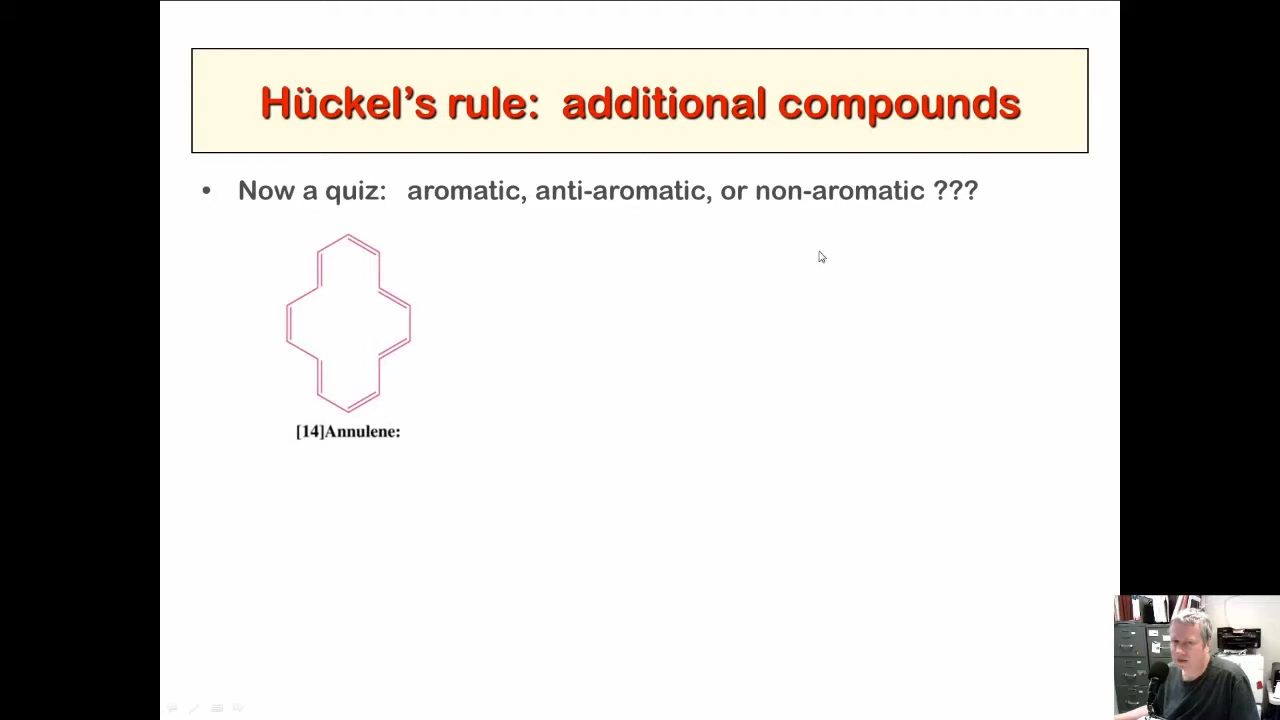 Hückel's rule: additional compounds
• Now a quiz: aromatic, anti-aromatic, or non-aromatic ???
[14]Annulene: